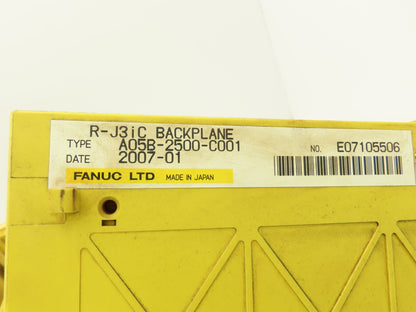 R-J3iC BACKPLANE
TYPE A05B-2500-C001
NO. E07105506
DATE 2007-01
FANUC LTD MADE IN JAPAN